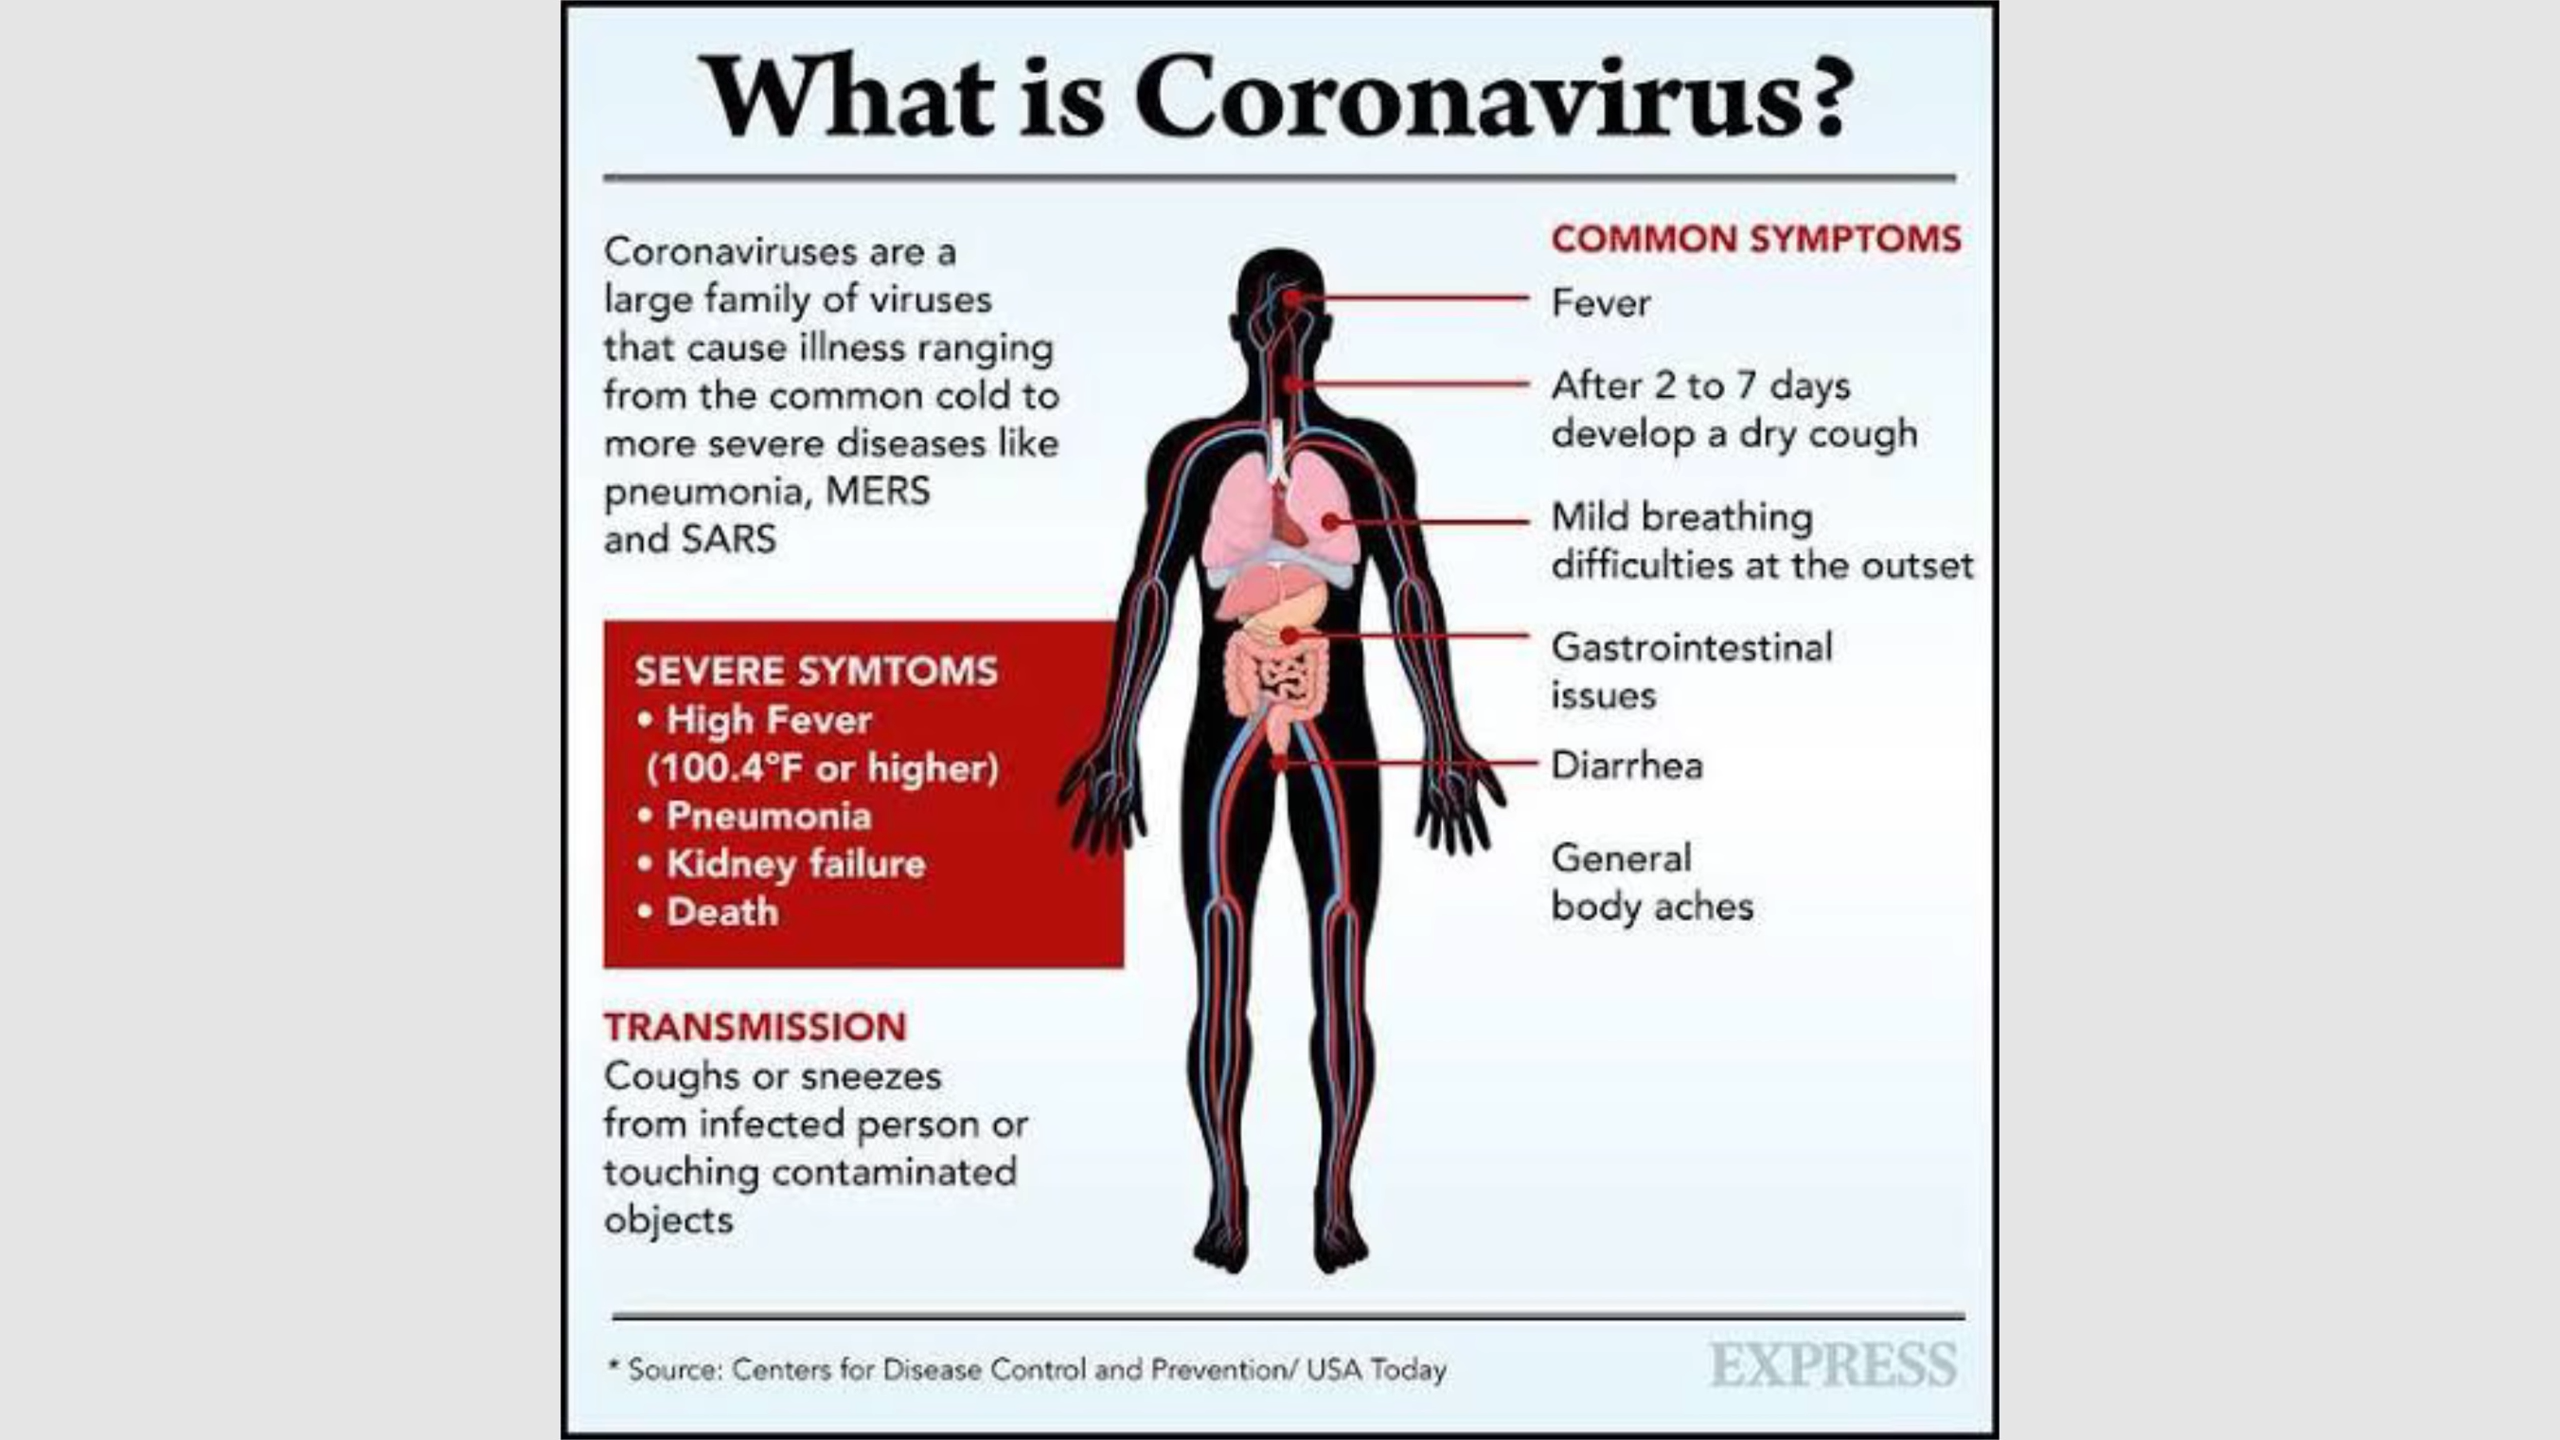 What is Coronavirus?
Coronaviruses are a
large family of viruses
that cause illness ranging
from the common cold to
more severe diseases like
pneumonia, MERS
and SARS
SEVERE SYMTOMS
• High Fever
(100.4ºF or higher)
• Pneumonia
• Kidney failure
• Death
TRANSMISSION
Coughs or sneezes
from infected person or
touching contaminated
objects
COMMON SYMPTOMS
Fever
After 2 to 7 days
develop a dry cough
Mild breathing
difficulties at the outset
Gastrointestinal
issues
Diarrhea
General
body aches
* Source: Centers for Disease Control and Prevention/ USA Today
EXPRESS